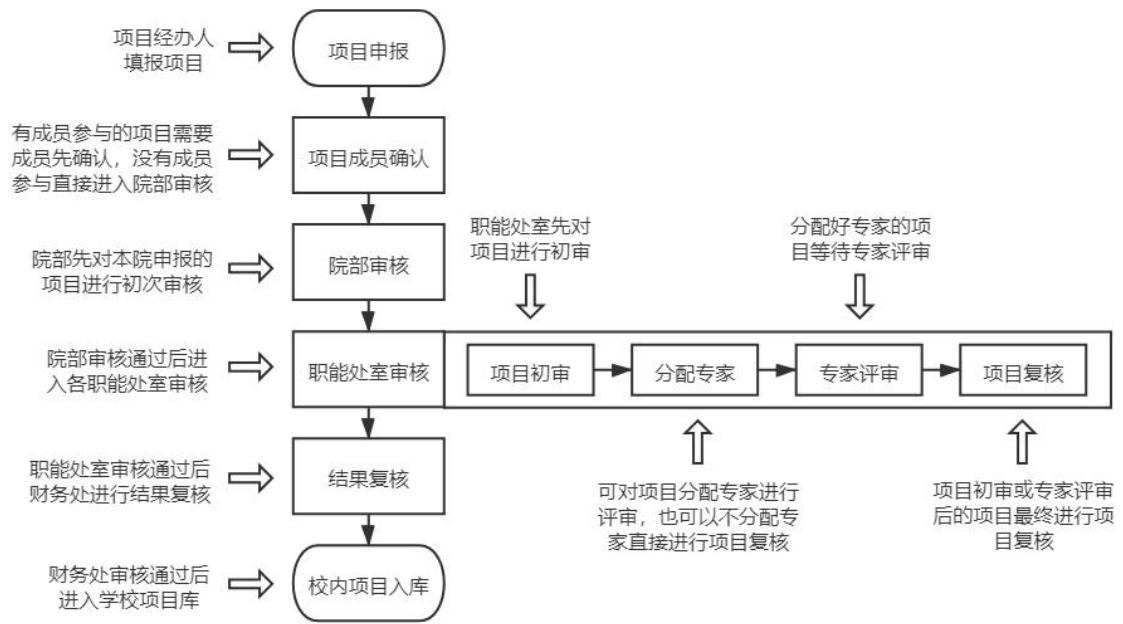 项目经办人
填报项目
项目申报
有成员参与的项目需要
成员先确认，没有成员
参与直接进入院部审核
项目成员确认
院部先对本院申报的
项目进行初次审核
院部审核
职能处室先对
项目进行初审
分配好专家的项
目等待专家评审
院部审核通过后进
入各职能处室审核
职能处室审核
项目初审
分配专家
专家评审
项目复核
可对项目分配专家进行
评审，也可以不分配专
家直接进行项目复核
项目初审或专家评审
后的项目最终进行项
目复核
职能处室审核通过后
财务处进行结果复核
结果复核
财务处审核通过后
进入学校项目库
校内项目入库